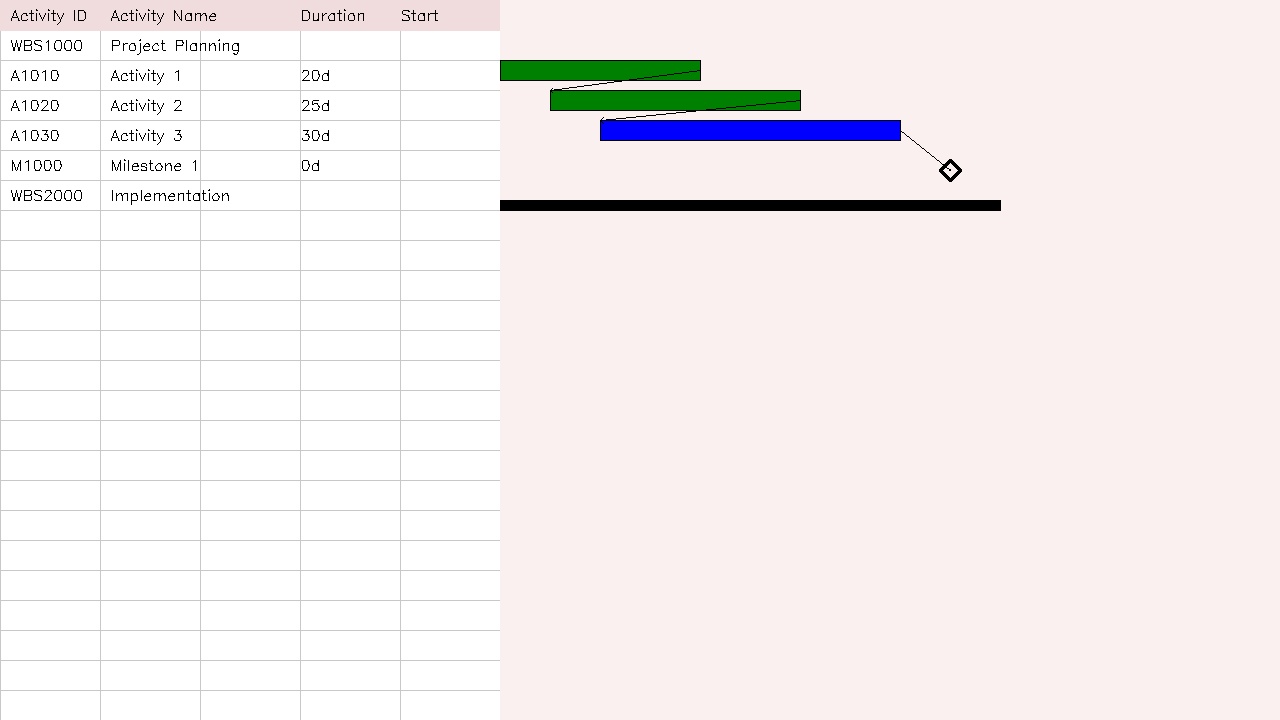 Activity ID Activity Name Duration Start
WBS1000 Project Planning
A1010 Activity 1 20d
A1020 Activity 2 25d
A1030 Activity 3 30d
M1000 Milestone 1 0d
WBS2000 Implementation